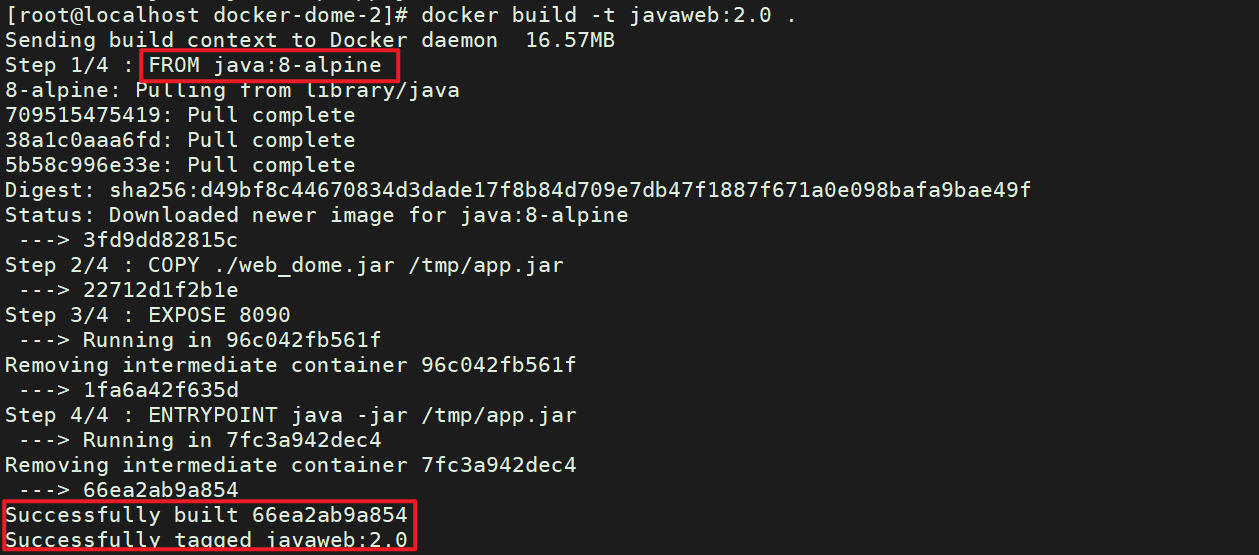 [root@localhost docker-dome-2]# docker build -t javaweb:2.0 .
Sending build context to Docker daemon  16.57MB
Step 1/4 : FROM java:8-alpine
8-alpine: Pulling from library/java
709515475419: Pull complete
38a1c0aaa6fd: Pull complete
5b58c996e33e: Pull complete
Digest: sha256:d49bf8c44670834d3dade17f8b84d709e7db47f1887f671a0e098bafa9bae49f
Status: Downloaded newer image for java:8-alpine
 ---> 3fd9dd82815c
Step 2/4 : COPY ./web_dome.jar /tmp/app.jar
 ---> 22712d1f2b1e
Step 3/4 : EXPOSE 8090
 ---> Running in 96c042fb561f
Removing intermediate container 96c042fb561f
 ---> 1fa6a42f635d
Step 4/4 : ENTRYPOINT java -jar /tmp/app.jar
 ---> Running in 7fc3a942dec4
Removing intermediate container 7fc3a942dec4
 ---> 66ea2ab9a854
Successfully built 66ea2ab9a854
Successfully tagged javaweb:2.0